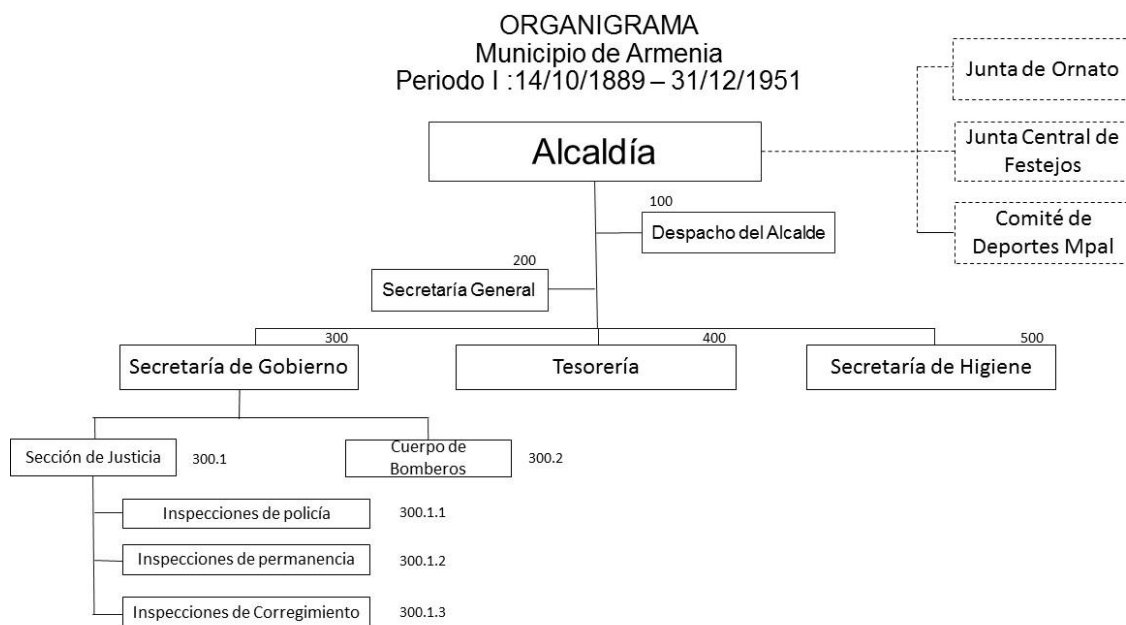 ORGANIGRAMA
Municipio de Armenia
Periodo I :14/10/1889 – 31/12/1951
Junta de Ornato
Alcaldía
Junta Central de
Festejos
100
Despacho del Alcalde
Comité de
Deportes Mpal
200
Secretaría General
300
Secretaría de Gobierno
400
Tesorería
500
Secretaría de Higiene
Sección de Justicia
300.1
Cuerpo de
Bomberos
300.2
Inspecciones de policía
300.1.1
Inspecciones de permanencia
300.1.2
Inspecciones de Corregimiento
300.1.3